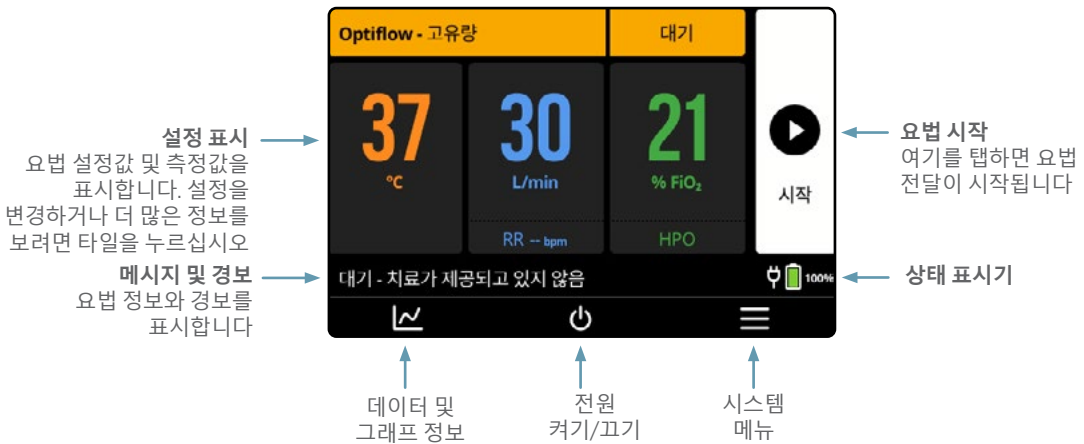 Optiflow - 고유량
대기
37
°C
30
L/min
RR -- bpm
21
% FiO₂
HPO
시작
대기 - 치료가 제공되고 있지 않음
100%
설정 표시
요법 설정값 및 측정값을
표시합니다. 설정을
변경하거나 더 많은 정보를
보려면 타일을 누르십시오
메시지 및 경보
요법 정보와 경보를
표시합니다
요법 시작
여기를 탭하면 요법
전달이 시작됩니다
상태 표시기
데이터 및
그래프 정보
전원
켜기/끄기
시스템
메뉴